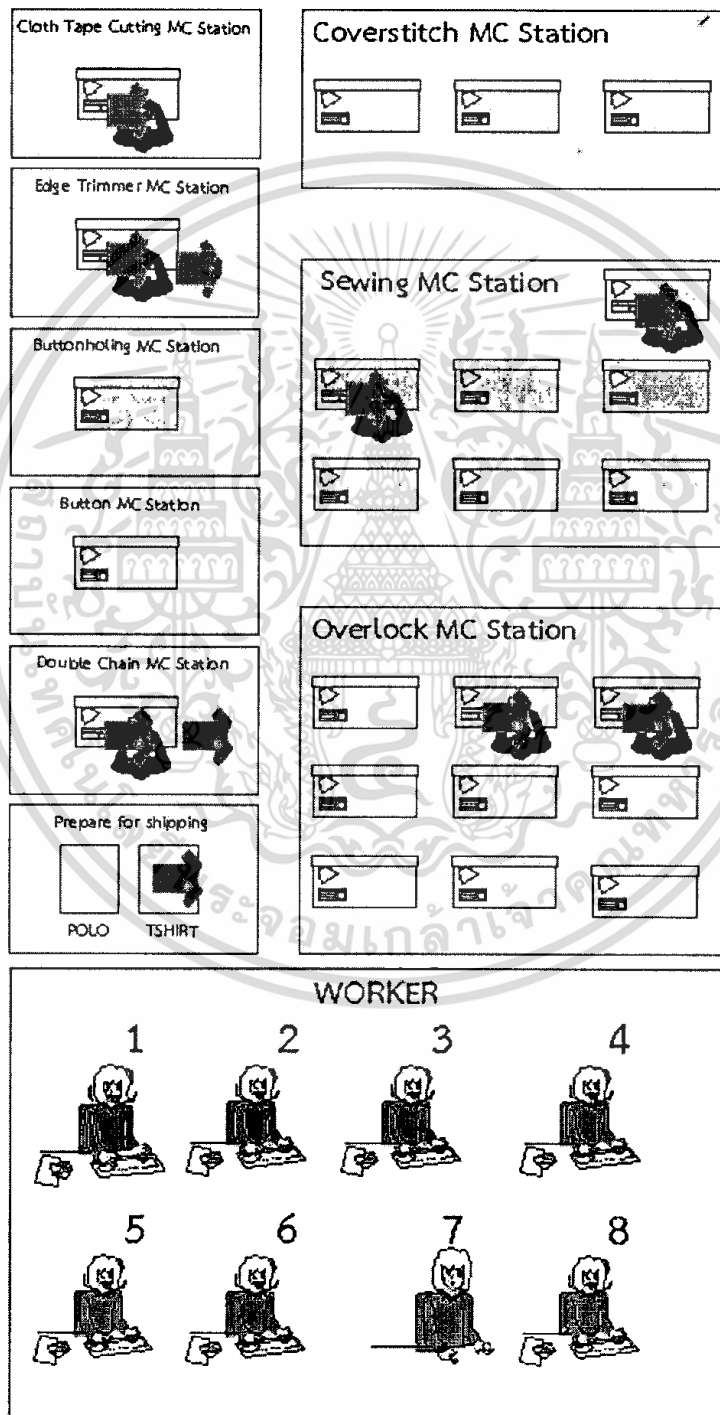 Cloth Tape Cutting MC Station
Coverstitch MC Station
Edge Trimmer MC Station
Sewing MC Station
Buttonholing MC Station
Button MC Station
Overlock MC Station
Double Chain MC Station
Prepare for shipping
POLO TSHIRT
WORKER
1 2 3 4
5 6 7 8